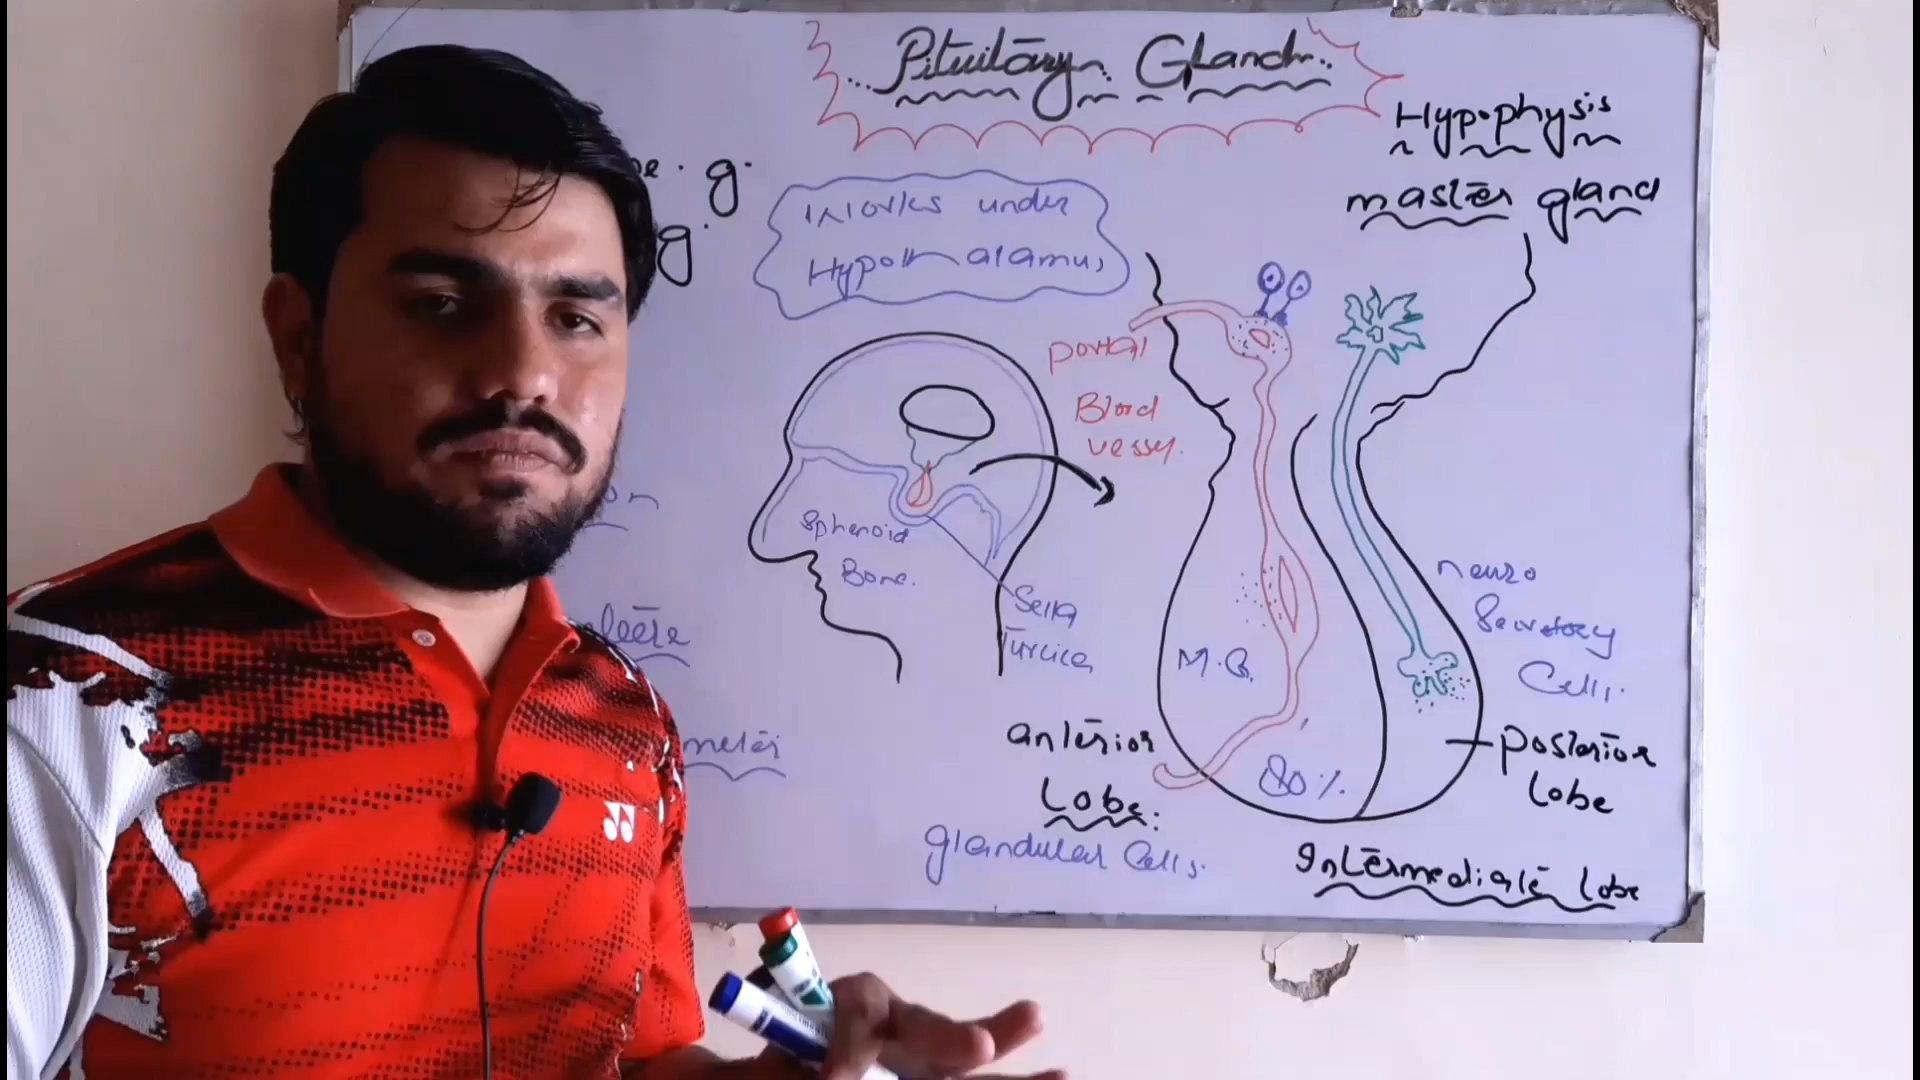 Pituitary Gland
Hypophysis
master gland
g.
g.
works under
Hypothalamus
portal
Blood
vessel.
Sphenoid
Bone.
Sella
Turcica
neuro
Secretory
Cells.
M.B.
80%.
anterior
Lobe:
glandular Cells.
posterior
lobe
Intermediate lobe